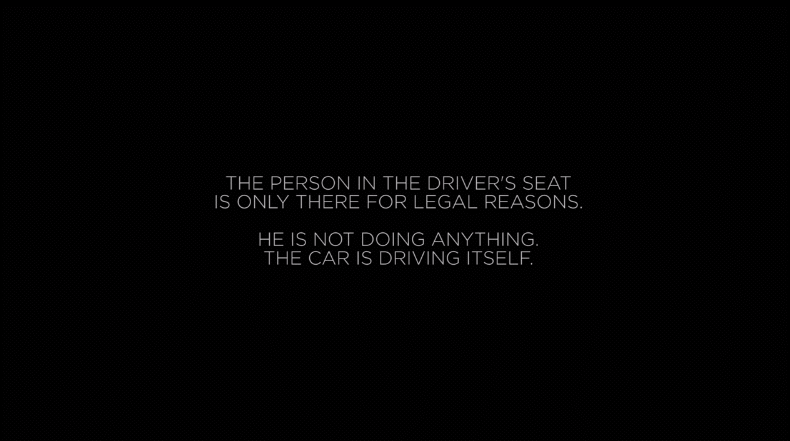 THE PERSON IN THE DRIVER'S SEAT
IS ONLY THERE FOR LEGAL REASONS.
HE IS NOT DOING ANYTHING.
THE CAR IS DRIVING ITSELF.